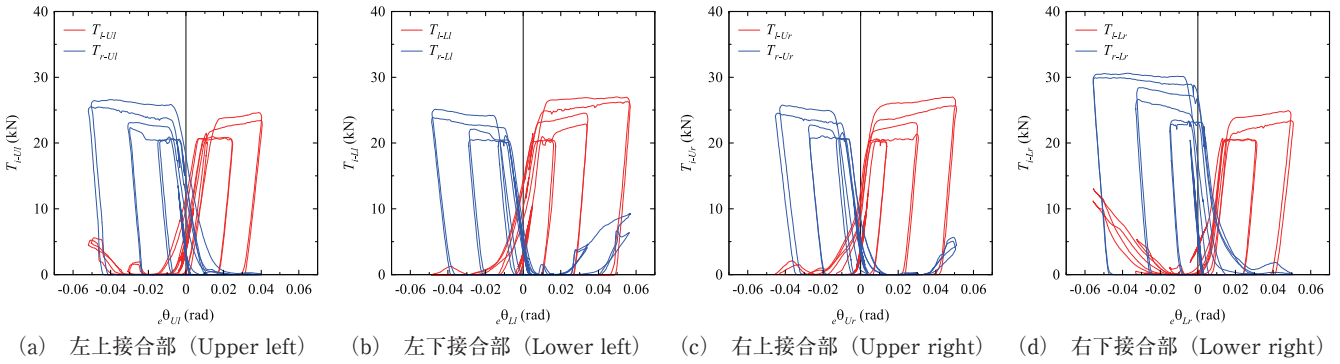 40
30
20
10
0
T_{i-Ul} (kN)
T_{l-Ul}
T_{r-Ul}
-0.06 -0.04 -0.02 0 0.02 0.04 0.06
_{e}θ_{Ul} (rad)
(a) 左上接合部 (Upper left)
40
30
20
10
0
T_{i-Ll} (kN)
T_{l-Ll}
T_{r-Ll}
-0.06 -0.04 -0.02 0 0.02 0.04 0.06
_{e}θ_{Ll} (rad)
(b) 左下接合部 (Lower left)
40
30
20
10
0
T_{i-Ur} (kN)
T_{l-Ur}
T_{r-Ur}
-0.06 -0.04 -0.02 0 0.02 0.04 0.06
_{e}θ_{Ur} (rad)
(c) 右上接合部 (Upper right)
40
30
20
10
0
T_{i-Lr} (kN)
T_{l-Lr}
T_{r-Lr}
-0.06 -0.04 -0.02 0 0.02 0.04 0.06
_{e}θ_{Lr} (rad)
(d) 右下接合部 (Lower right)